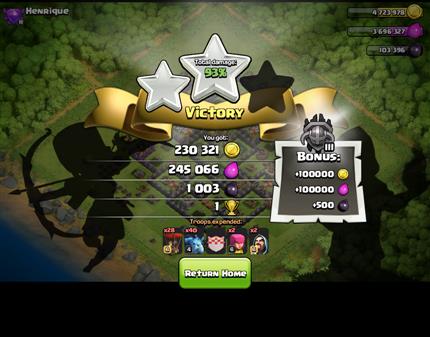 Henrique
4 723 978
3 696 327
103 396
Total damage:
93%
Victory
You got:
230 321
245 066
1 003
1
III
Bonus:
+100000
+100000
+500
Troops expended:
x28 x40 x2 x2
Return Home